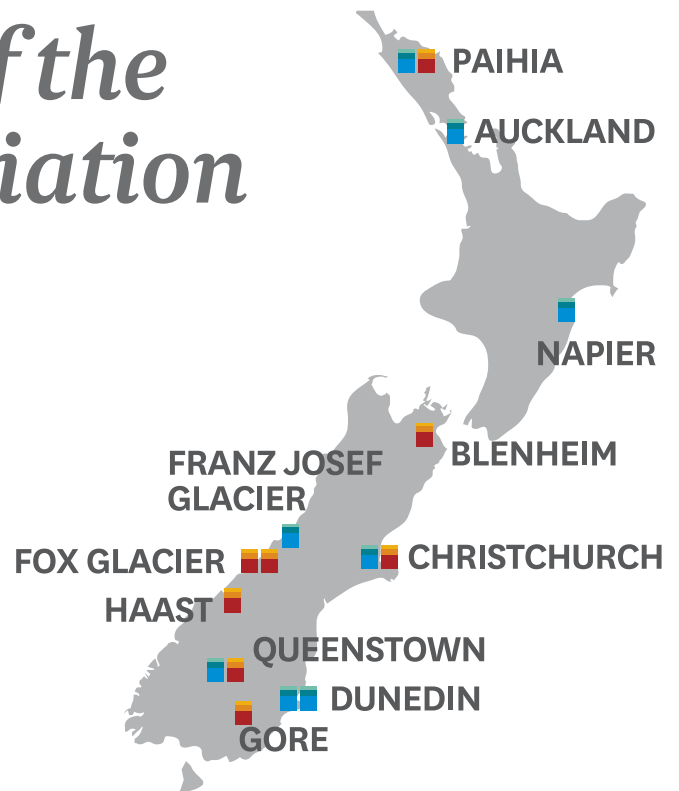 f the
iation
PAIHIA
AUCKLAND
NAPIER
BLENHEIM
FRANZ JOSEF
GLACIER
FOX GLACIER
CHRISTCHURCH
HAAST
QUEENSTOWN
DUNEDIN
GORE